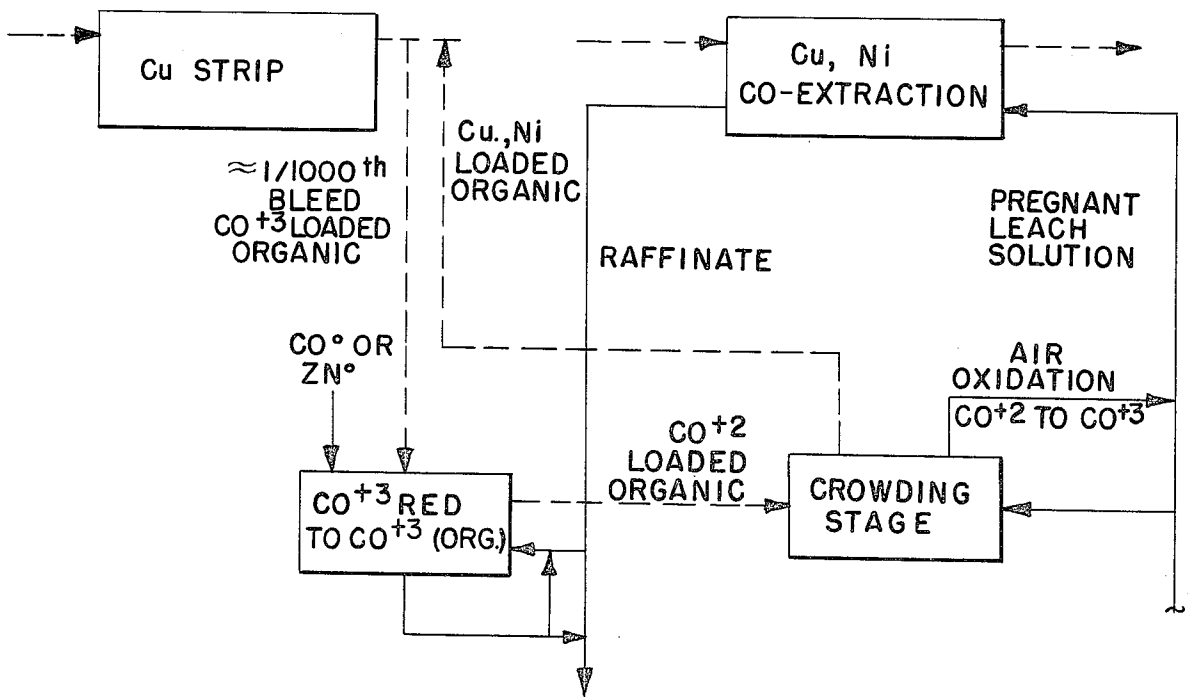 Cu STRIP
Cu, Ni
CO-EXTRACTION
≈1/1000th
BLEED
CO+3 LOADED
ORGANIC
Cu.,Ni
LOADED
ORGANIC
RAFFINATE
PREGNANT
LEACH
SOLUTION
CO° OR
ZN°
AIR
OXIDATION
CO+2 TO CO+3
CO+2
LOADED
ORGANIC
CO+3 RED
TO CO+3 (ORG.)
CROWDING
STAGE